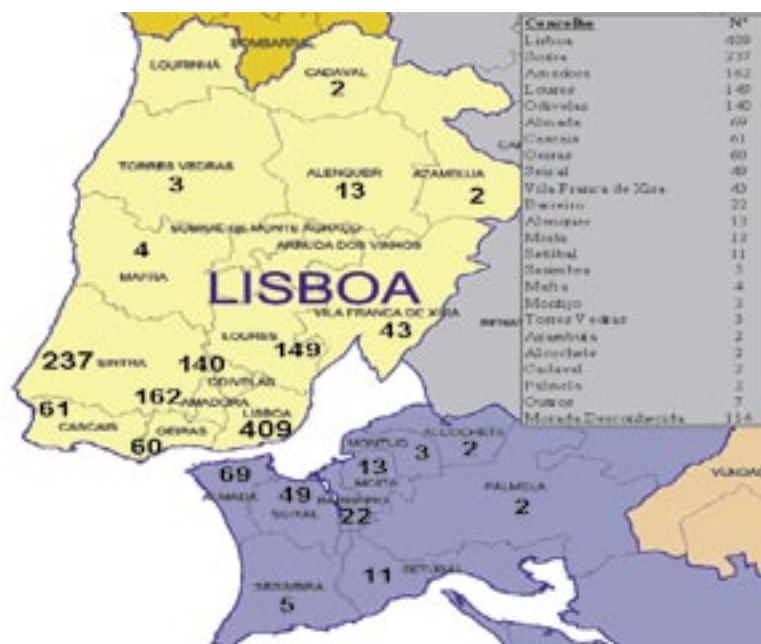 BOMBARRAL
LOURINHÃ
CADAVAL
2
TORRES VEDRAS
3
ALENQUER
13
AZAMBUJA
2
SOBRAL DE MONTE AGRAÇO
ARRUDA DOS VINHOS
4
MAFRA
LISBOA
VILA FRANCA DE XIRA
43
LOURES
149
237 SINTRA
140
ODIVELAS
162
AMADORA
61
CASCAIS
OEIRAS
60
LISBOA
409
69
ALMADA
49
SEIXAL
MONTIJO
13
MOITA
3
ALCOCHETE
2
22
PALMELA
2
SESIMBRA
5
11 SETÚBAL
Concelho Nº
Lisboa 409
Sintra 237
Amadora 162
Loures 149
Odivelas 140
Almada 69
Cascais 61
Oeiras 60
Seixal 49
Vila Franca de Xira 43
Barreiro 22
Alenquer 13
Moita 13
Setúbal 11
Sesimbra 5
Mafra 4
Montijo 3
Torres Vedras 3
Azambuja 2
Alcochete 2
Cadaval 2
Palmela 2
Outros 7
Morada Desconhecida 114